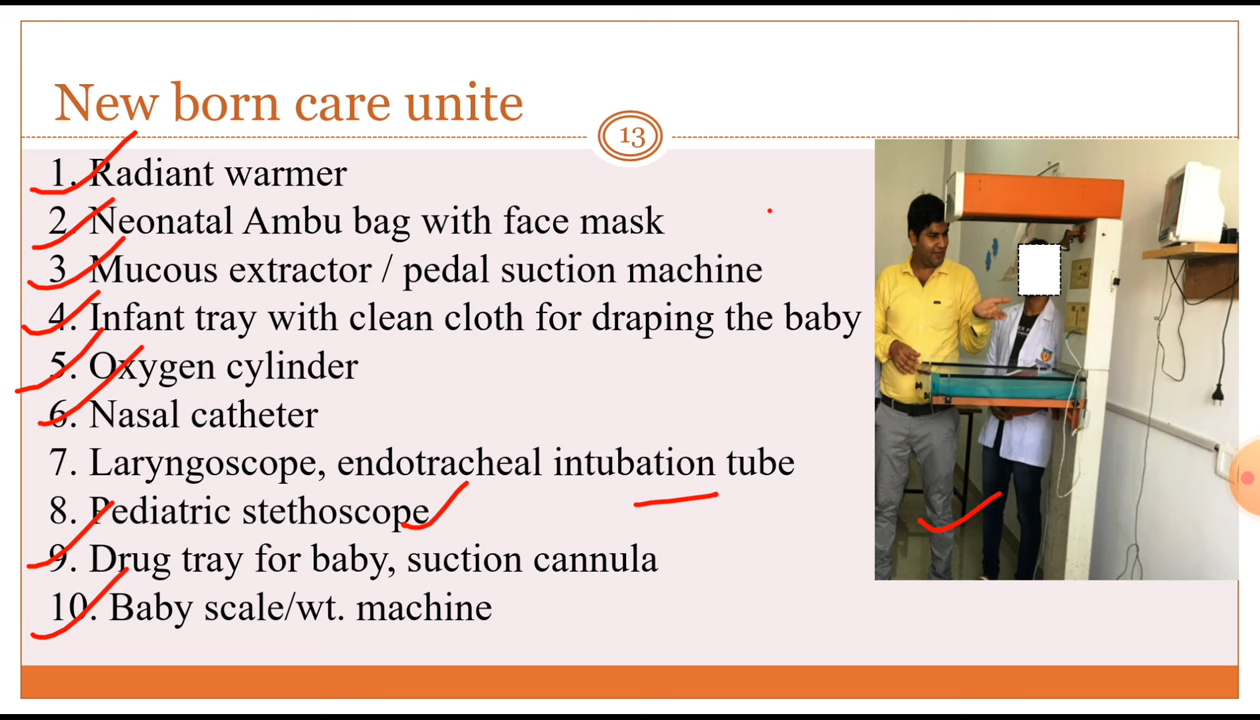 New born care unite
13
1. Radiant warmer
2. Neonatal Ambu bag with face mask
3. Mucous extractor / pedal suction machine
4. Infant tray with clean cloth for draping the baby
5. Oxygen cylinder
6. Nasal catheter
7. Laryngoscope, endotracheal intubation tube
8. Pediatric stethoscope
9. Drug tray for baby, suction cannula
10. Baby scale/wt. machine